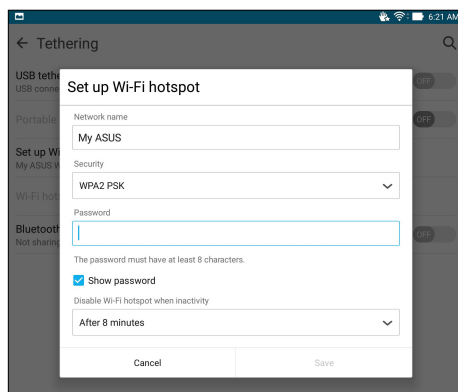 6:21 AM
Tethering
USB tethe
USB conne
OFF
Portable
OFF
Set up Wi
My ASUS W
Wi-Fi hot
Bluetooth
Not sharing
OFF
Set up Wi-Fi hotspot
Network name
My ASUS
Security
WPA2 PSK
Password
The password must have at least 8 characters.
Show password
Disable Wi-Fi hotspot when inactivity
After 8 minutes
Cancel
Save